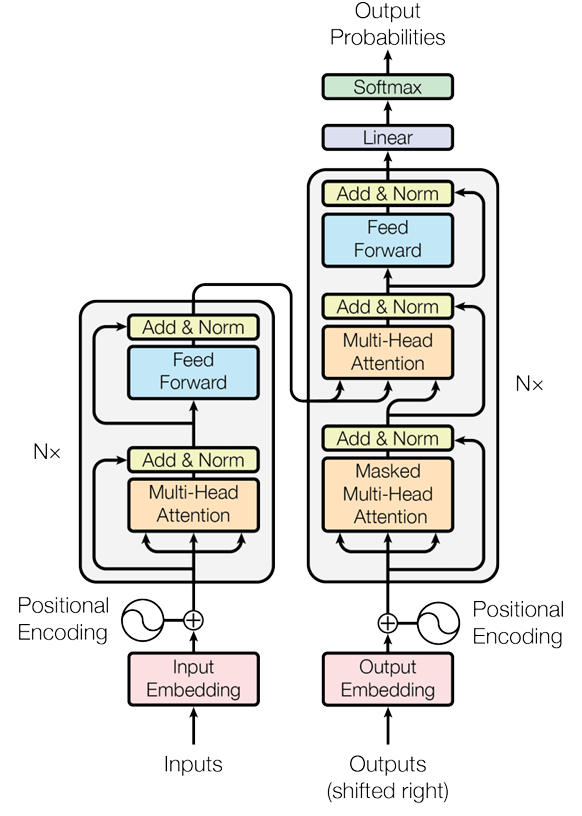 Output
Probabilities
Softmax
Linear
Add & Norm
Feed
Forward
Add & Norm
Multi-Head
Attention
Add & Norm
Masked
Multi-Head
Attention
N×
Add & Norm
Feed
Forward
Add & Norm
Multi-Head
Attention
N×
Positional
Encoding
Positional
Encoding
Input
Embedding
Output
Embedding
Inputs
Outputs
(shifted right)